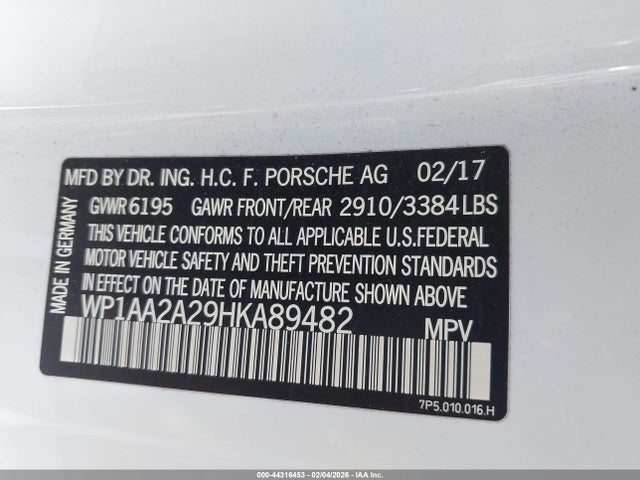 MFD BY DR. ING. H.C. F. PORSCHE AG 02/17
GVWR 6195 GAWR FRONT/REAR 2910/3384 LBS
THIS VEHICLE CONFORMS TO ALL APPLICABLE U.S.FEDERAL
MOTOR VEHICLE SAFETY AND THEFT PREVENTION STANDARDS
IN EFFECT ON THE DATE OF MANUFACTURE SHOWN ABOVE
WP1AA2A29HKA89482 MPV
MADE IN GERMANY
7P5.010.016.H
000-44316453 - 02/04/2026 - IAA Inc.